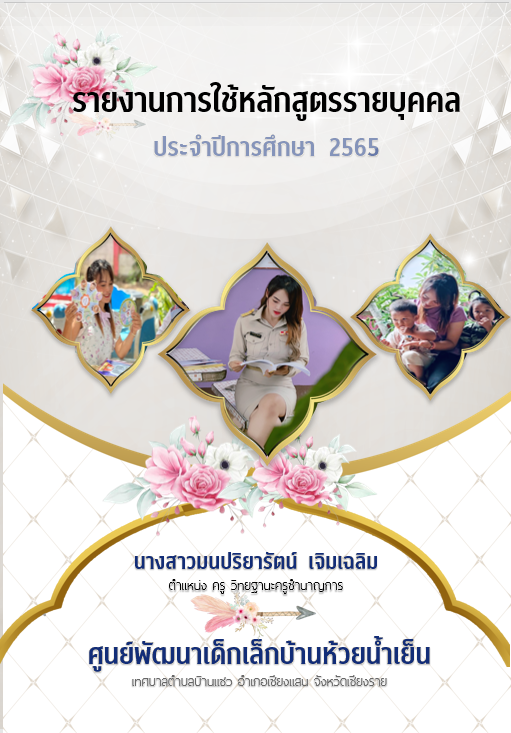 รายงานการใช้หลักสูตรรายบุคคล
ประจำปีการศึกษา 2565
นางสาวมนปริยารัตน์ เจิมเฉลิม
ตำแหน่ง ครู วิทยฐานะครูชำนาญการ
ศูนย์พัฒนาเด็กเล็กบ้านห้วยน้ำเย็น
เทศบาลตำบลบ้านแซว อำเภอเชียงแสน จังหวัดเชียงราย